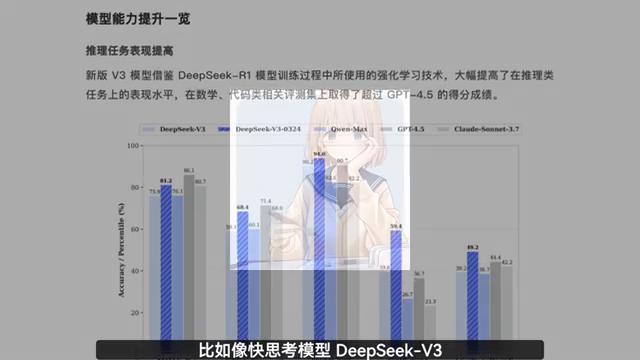 模型能力提升一览
推理任务表现提高
新版 V3 模型借鉴 DeepSeek-R1 模型训练过程中所使用的强化学习技术，大幅提高了在推理类
任务上的表现水平，在数学、代码类相关评测集上取得了超过 GPT-4.5 的得分成绩。
DeepSeek-V3 DeepSeek-V3-0324 Qwen-Max GPT-4.5 Claude-Sonnet-3.7
Accuracy / Percentile (%)
100
80
60
40
75.9 81.2 76.1 86.1 80.7
68.4 60.1 71.4 68.0
90.2 94.0 90.7 82.2
59.4 26.7 36.7 23.3
39.2 49.2 38.7 44.4 42.2
比如像快思考模型 DeepSeek-V3